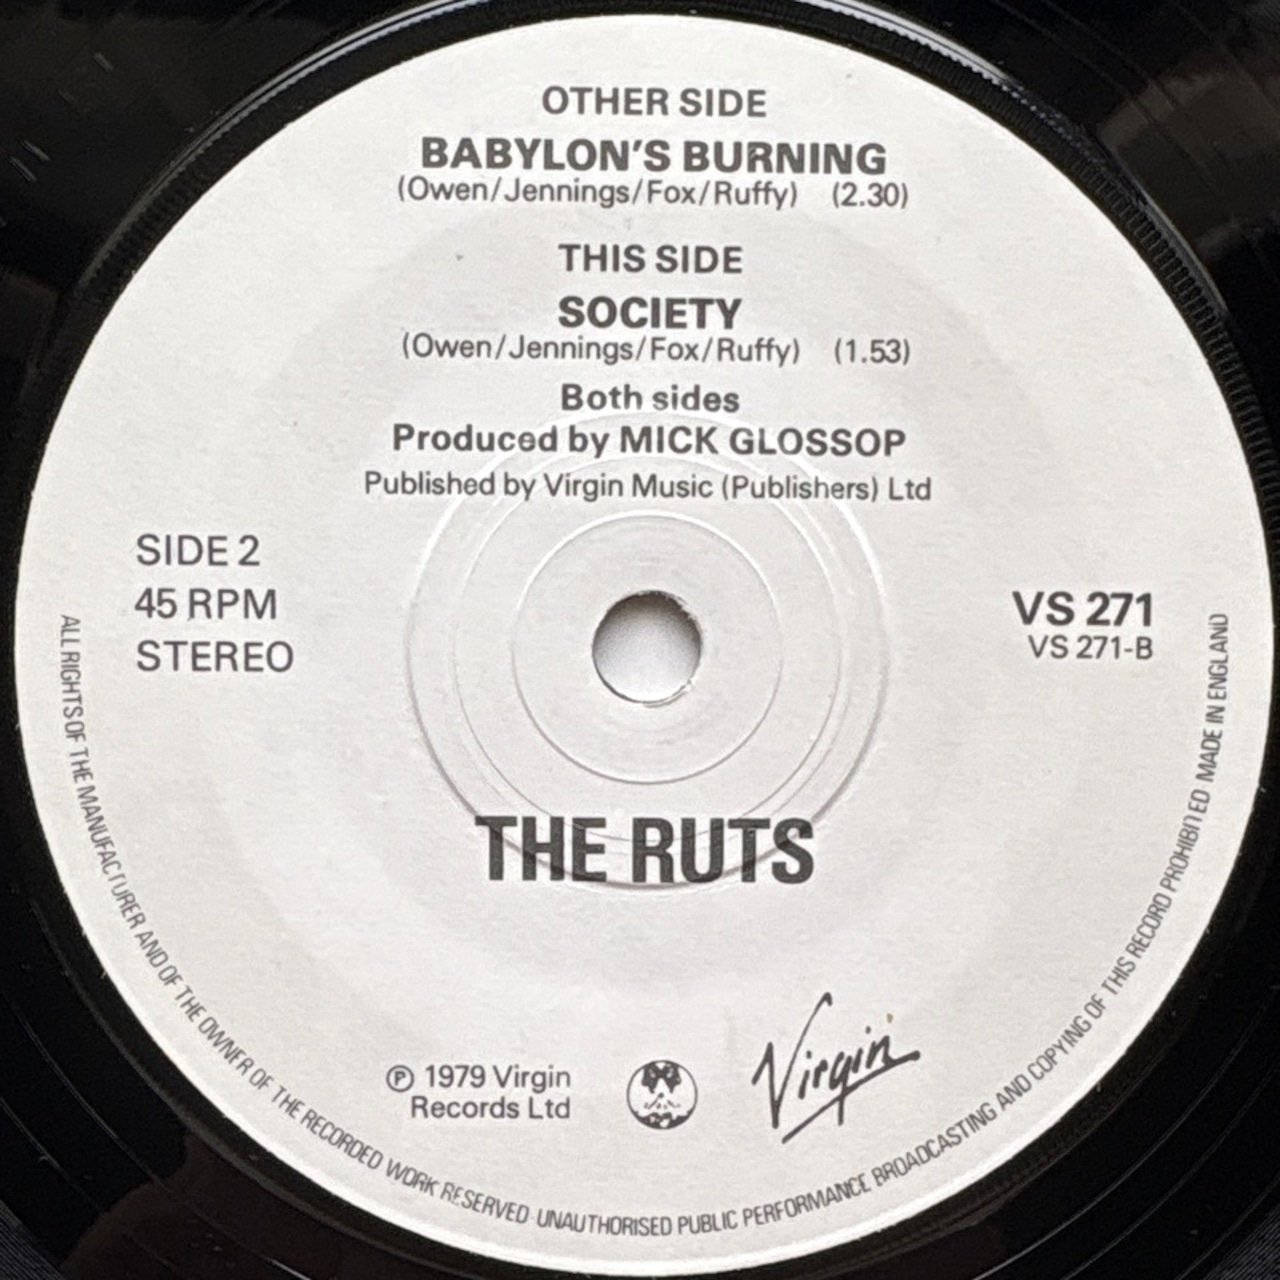 OTHER SIDE
BABYLON'S BURNING
(Owen/Jennings/Fox/Ruffy) (2.30)
THIS SIDE
SOCIETY
(Owen/Jennings/Fox/Ruffy) (1.53)
Both sides
Produced by MICK GLOSSOP
Published by Virgin Music (Publishers) Ltd
SIDE 2
45 RPM
STEREO
VS 271
VS 271-B
THE RUTS
℗ 1979 Virgin
Records Ltd
Virgin
ALL RIGHTS OF THE MANUFACTURER AND OF THE OWNER OF THE RECORDED WORK RESERVED UNAUTHORISED PUBLIC PERFORMANCE BROADCASTING AND COPYING OF THIS RECORD PROHIBITED MADE IN ENGLAND